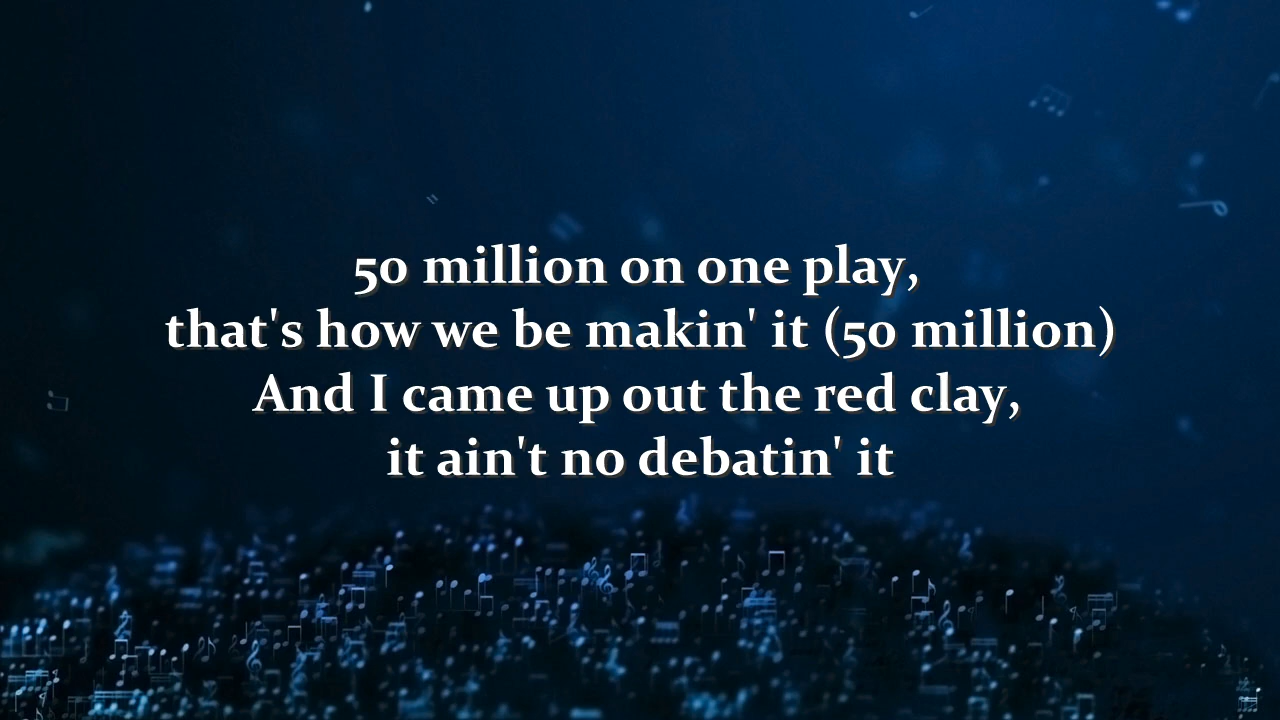 50 million on one play,
that's how we be makin' it (50 million)
And I came up out the red clay,
it ain't no debatin' it